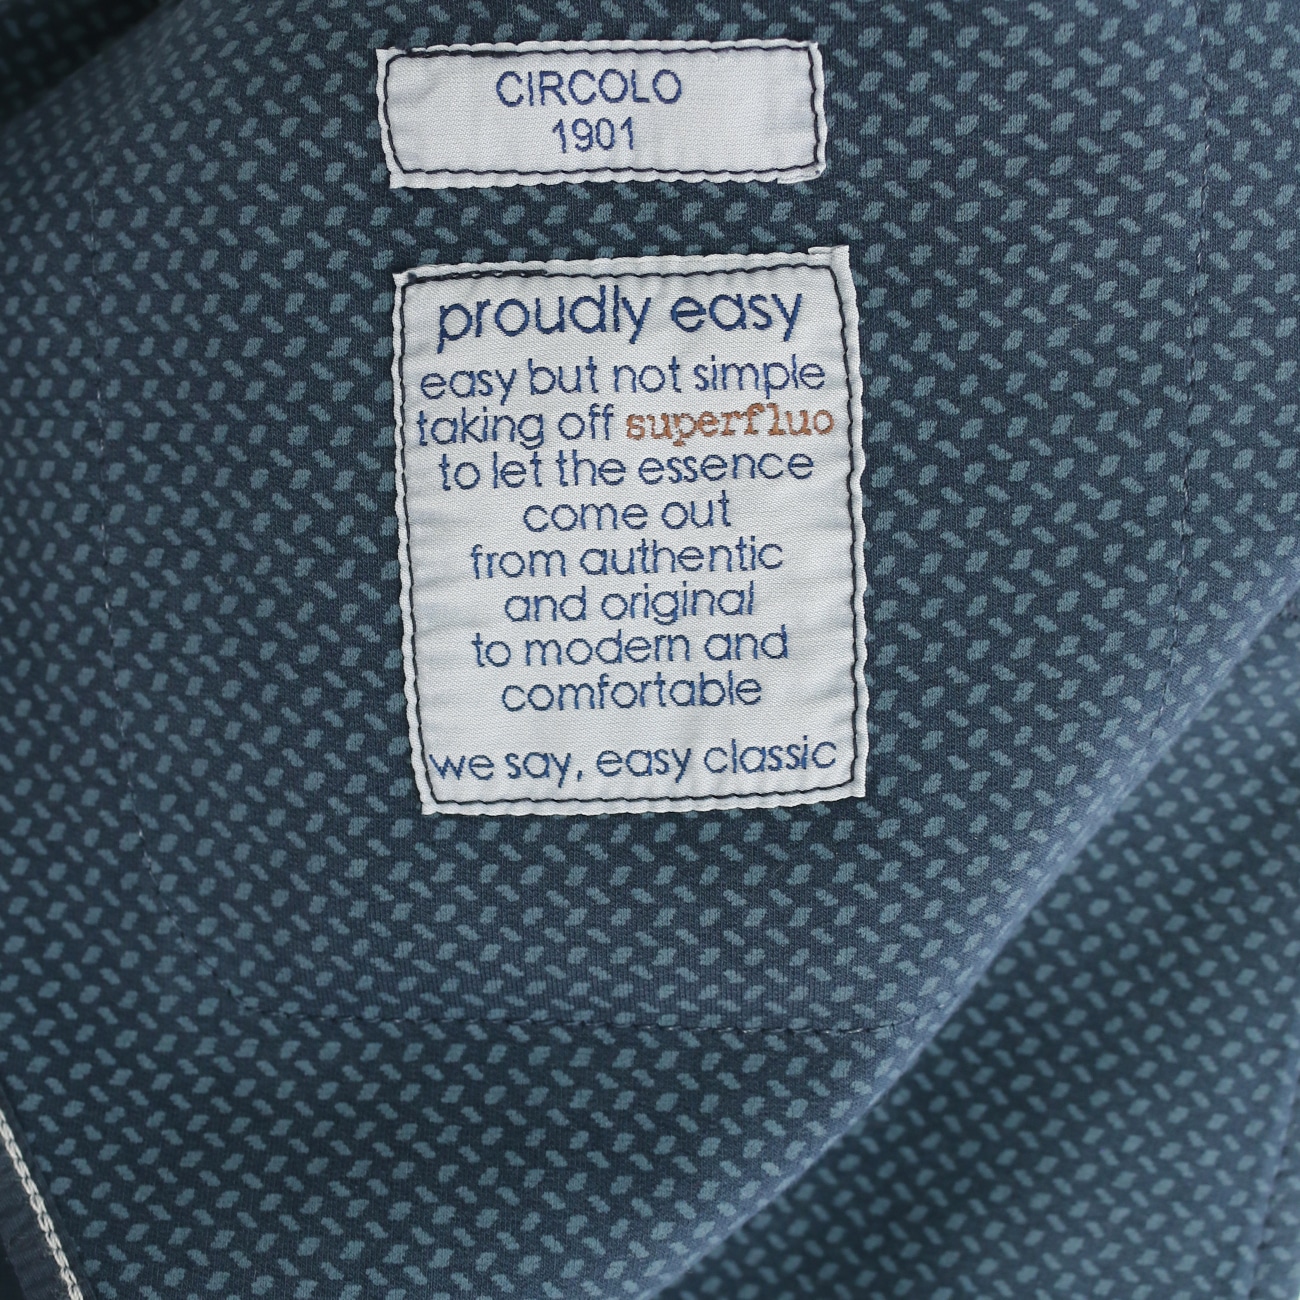 CIRCOLO
1901
proudly easy
easy but not simple
taking off superfluo
to let the essence
come out
from authentic
and original
to modern and
comfortable
we say, easy classic